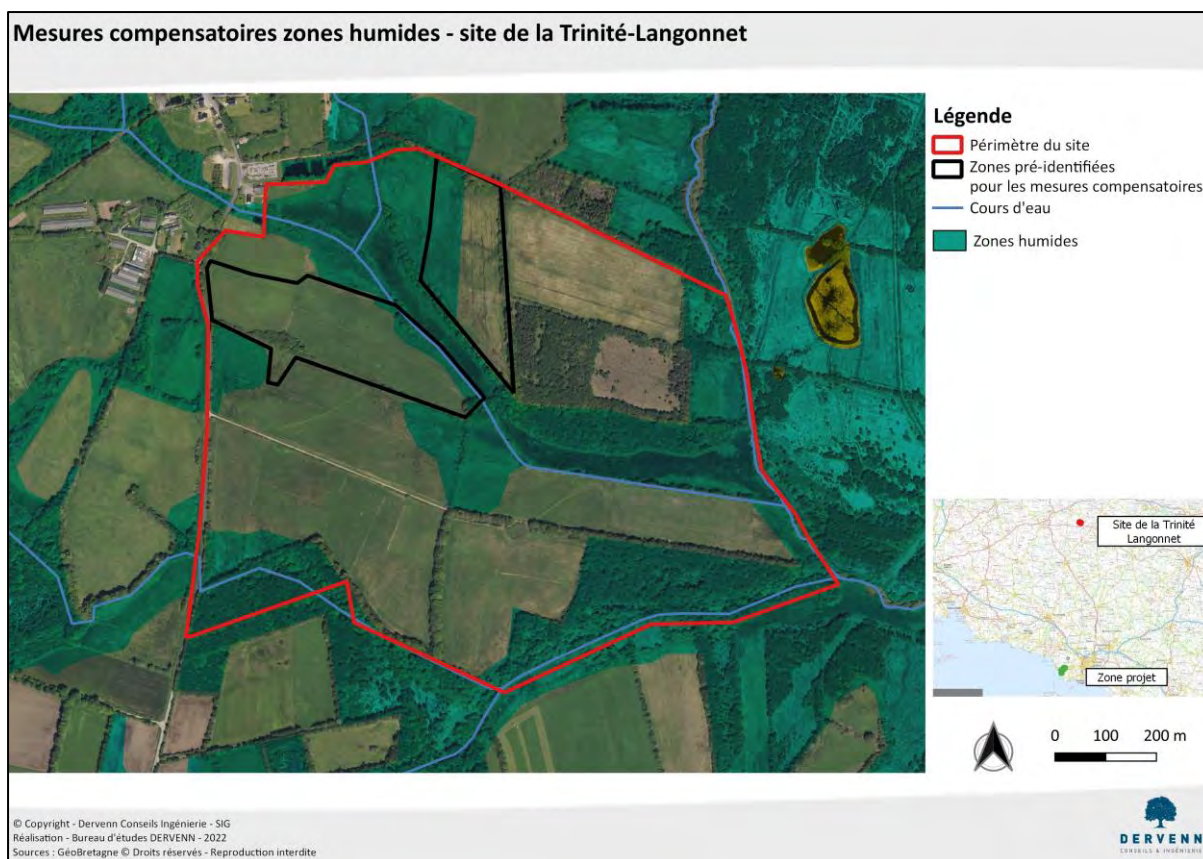 Mesures compensatoires zones humides - site de la Trinité-Langonnet
Légende
Périmètre du site
Zones pré-identifiées
pour les mesures compensatoires
Cours d'eau
Zones humides
Site de la Trinité
Langonnet
Zone projet
0 100 200 m
© Copyright - Dervenn Conseils Ingénierie - SIG
Réalisation - Bureau d'études DERVENN - 2022
Sources : GéoBretagne © Droits réservés - Reproduction interdite
DERVENN
CONSEILS & INGÉNIERIE